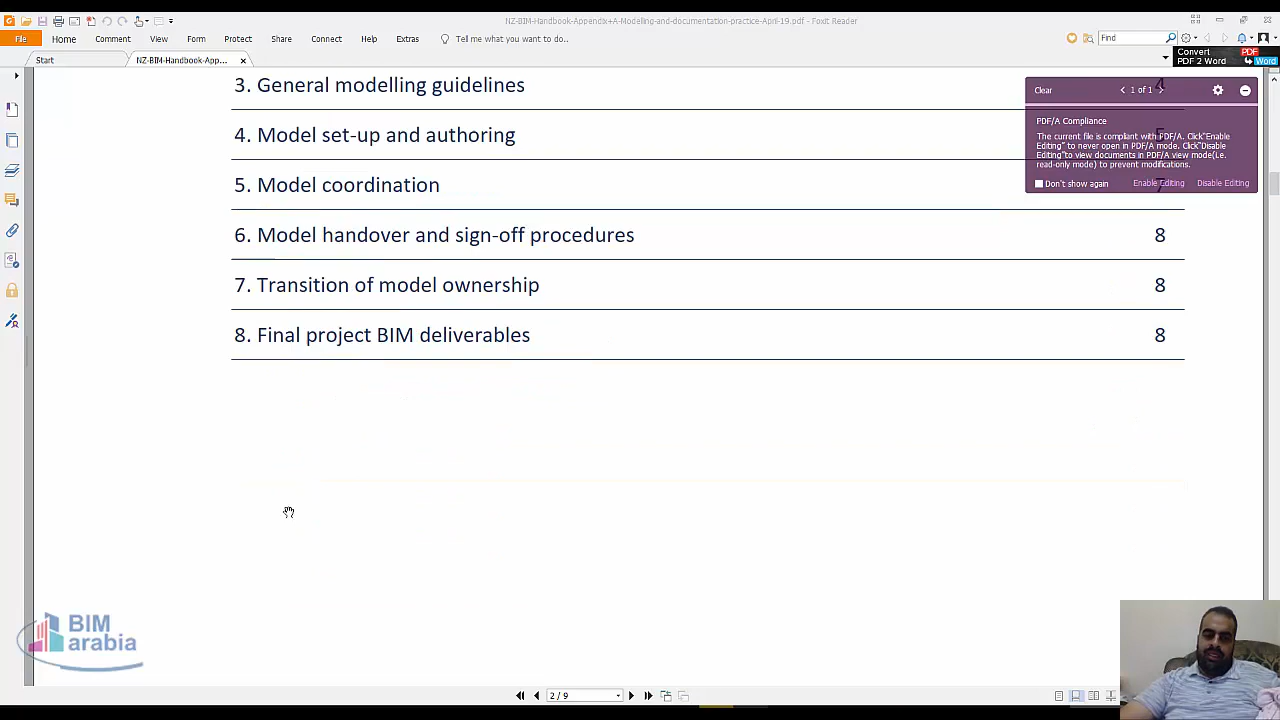 NZ-BIM-Handbook-Appendix+A-Modeling-and-documentation-practice-April-19.pdf - Foxit Reader
File Home Comment View Form Protect Share Connect Help Extras Tell me what you want to do.. Find
Start NZ-BIM-Handbook-App...
Convert PDF
PDF 2 Word Word
3. General modelling guidelines 4
4. Model set-up and authoring
5. Model coordination 7
6. Model handover and sign-off procedures 8
7. Transition of model ownership 8
8. Final project BIM deliverables 8
Clear 1 of 1
PDF/A Compliance
The current file is compliant with PDF/A. Click"Enable
Editing" to never open in PDF/A mode. Click"Disable
Editing"to view documents in PDF/A view mode(i.e.
read-only mode) to prevent modifications.
Don't show again Enable Editing Disable Editing
BIM
arabia
2 / 9